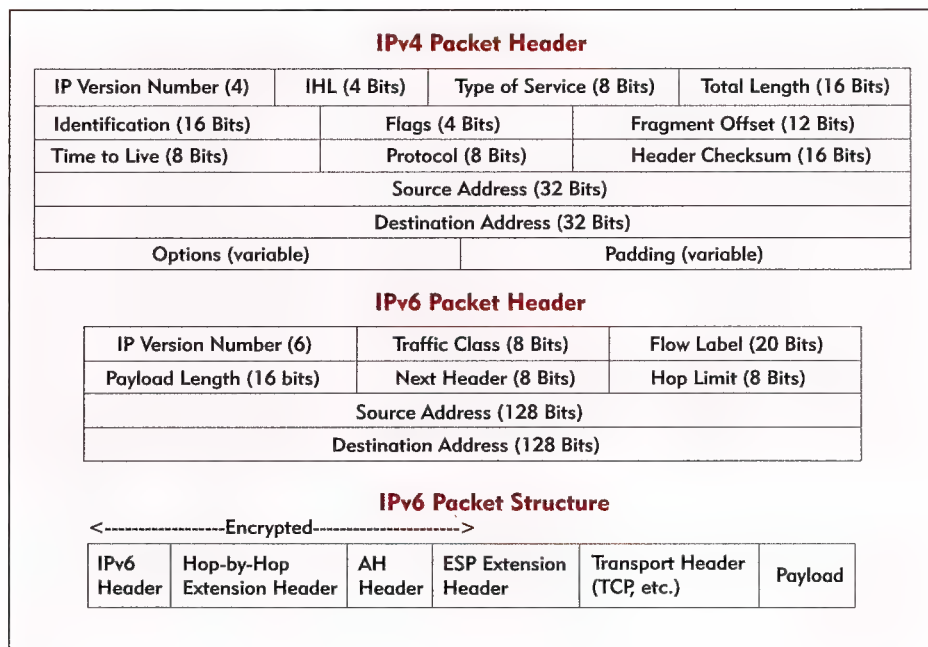 IPv4 Packet Header
IP Version Number (4) IHL (4 Bits) Type of Service (8 Bits) Total Length (16 Bits)
Identification (16 Bits) Flags (4 Bits) Fragment Offset (12 Bits)
Time to Live (8 Bits) Protocol (8 Bits) Header Checksum (16 Bits)
Source Address (32 Bits)
Destination Address (32 Bits)
Options (variable) Padding (variable)
IPv6 Packet Header
IP Version Number (6) Traffic Class (8 Bits) Flow Label (20 Bits)
Payload Length (16 bits) Next Header (8 Bits) Hop Limit (8 Bits)
Source Address (128 Bits)
Destination Address (128 Bits)
IPv6 Packet Structure
<-----------------Encrypted------------------------>
IPv6 Header Hop-by-Hop Extension Header AH Header ESP Extension Header Transport Header (TCP, etc.) Payload